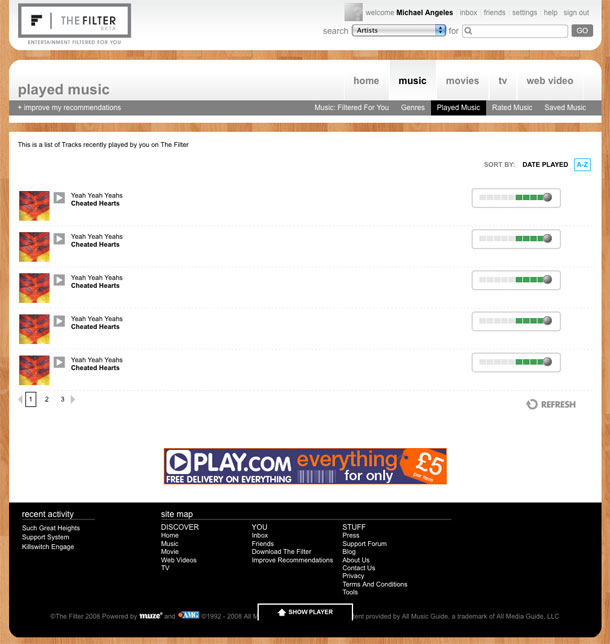 F | THE FILTER
BETA
ENTERTAINMENT FILTERED FOR YOU
welcome Michael Angeles | inbox | friends | settings | help | sign out
search Artists for GO
played music
home music movies tv web video
+ improve my recommendations
Music: Filtered For You Genres Played Music Rated Music Saved Music
This is a list of Tracks recently played by you on The Filter
SORT BY: DATE PLAYED A-Z
Yeah Yeah Yeahs
Cheated Hearts
Yeah Yeah Yeahs
Cheated Hearts
Yeah Yeah Yeahs
Cheated Hearts
Yeah Yeah Yeahs
Cheated Hearts
Yeah Yeah Yeahs
Cheated Hearts
1 2 3
REFRESH
PLAY.COM
FREE DELIVERY ON EVERYTHING
everything
for only
£5
per item
recent activity
Such Great Heights
Support System
Killswitch Engage
site map
DISCOVER
Home
Music
Movie
Web Videos
TV
YOU
Inbox
Friends
Download The Filter
Improve Recommendations
STUFF
Press
Support Forum
Blog
About Us
Contact Us
Privacy
Terms And Conditions
Tools
SHOW PLAYER
©The Filter 2008 Powered by muze and AMG ©1992 - 2008 All M ent provided by All Music Guide, a trademark of All Media Guide, LLC